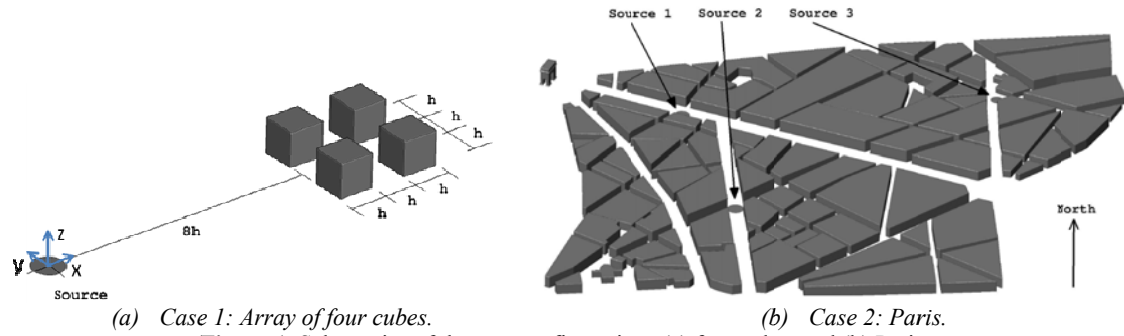 Source 1 Source 2 Source 3
h
h
h
h
h
h
8h
North
Z
y X
Source
(a) Case 1: Array of four cubes. (b) Case 2: Paris.